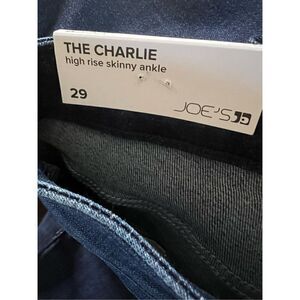 THE CHARLIE
high rise skinny ankle
29
JOE'S